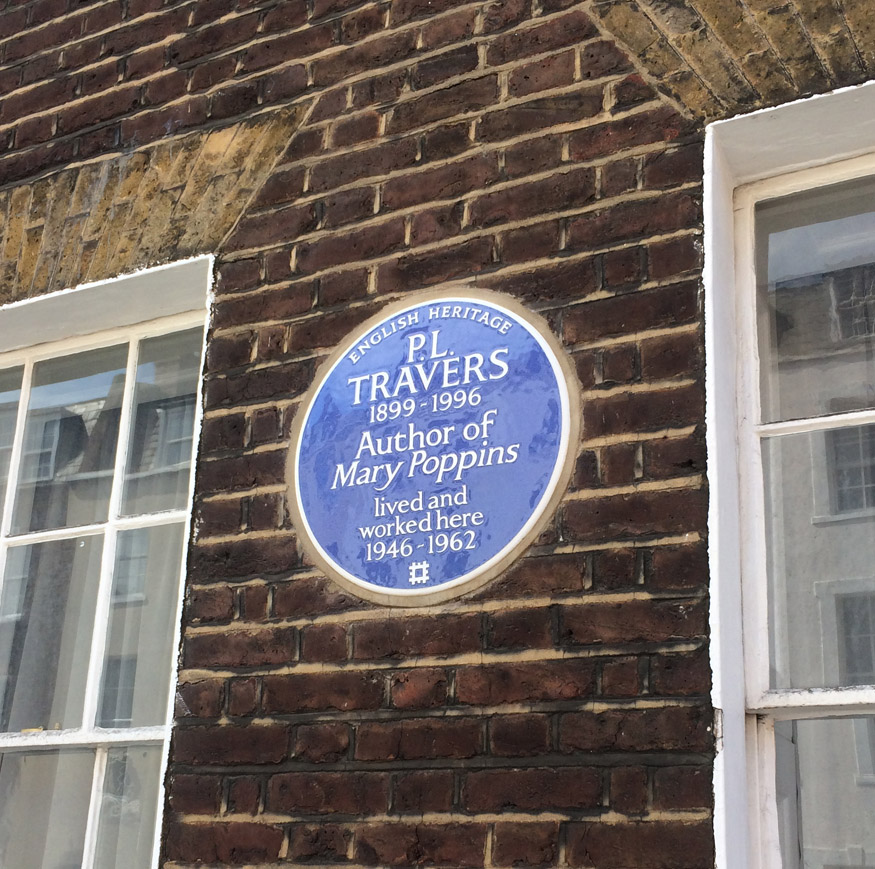 ENGLISH HERITAGE
P.L.
TRAVERS
1899-1996
Author of
Mary Poppins
lived and
worked here
1946-1962